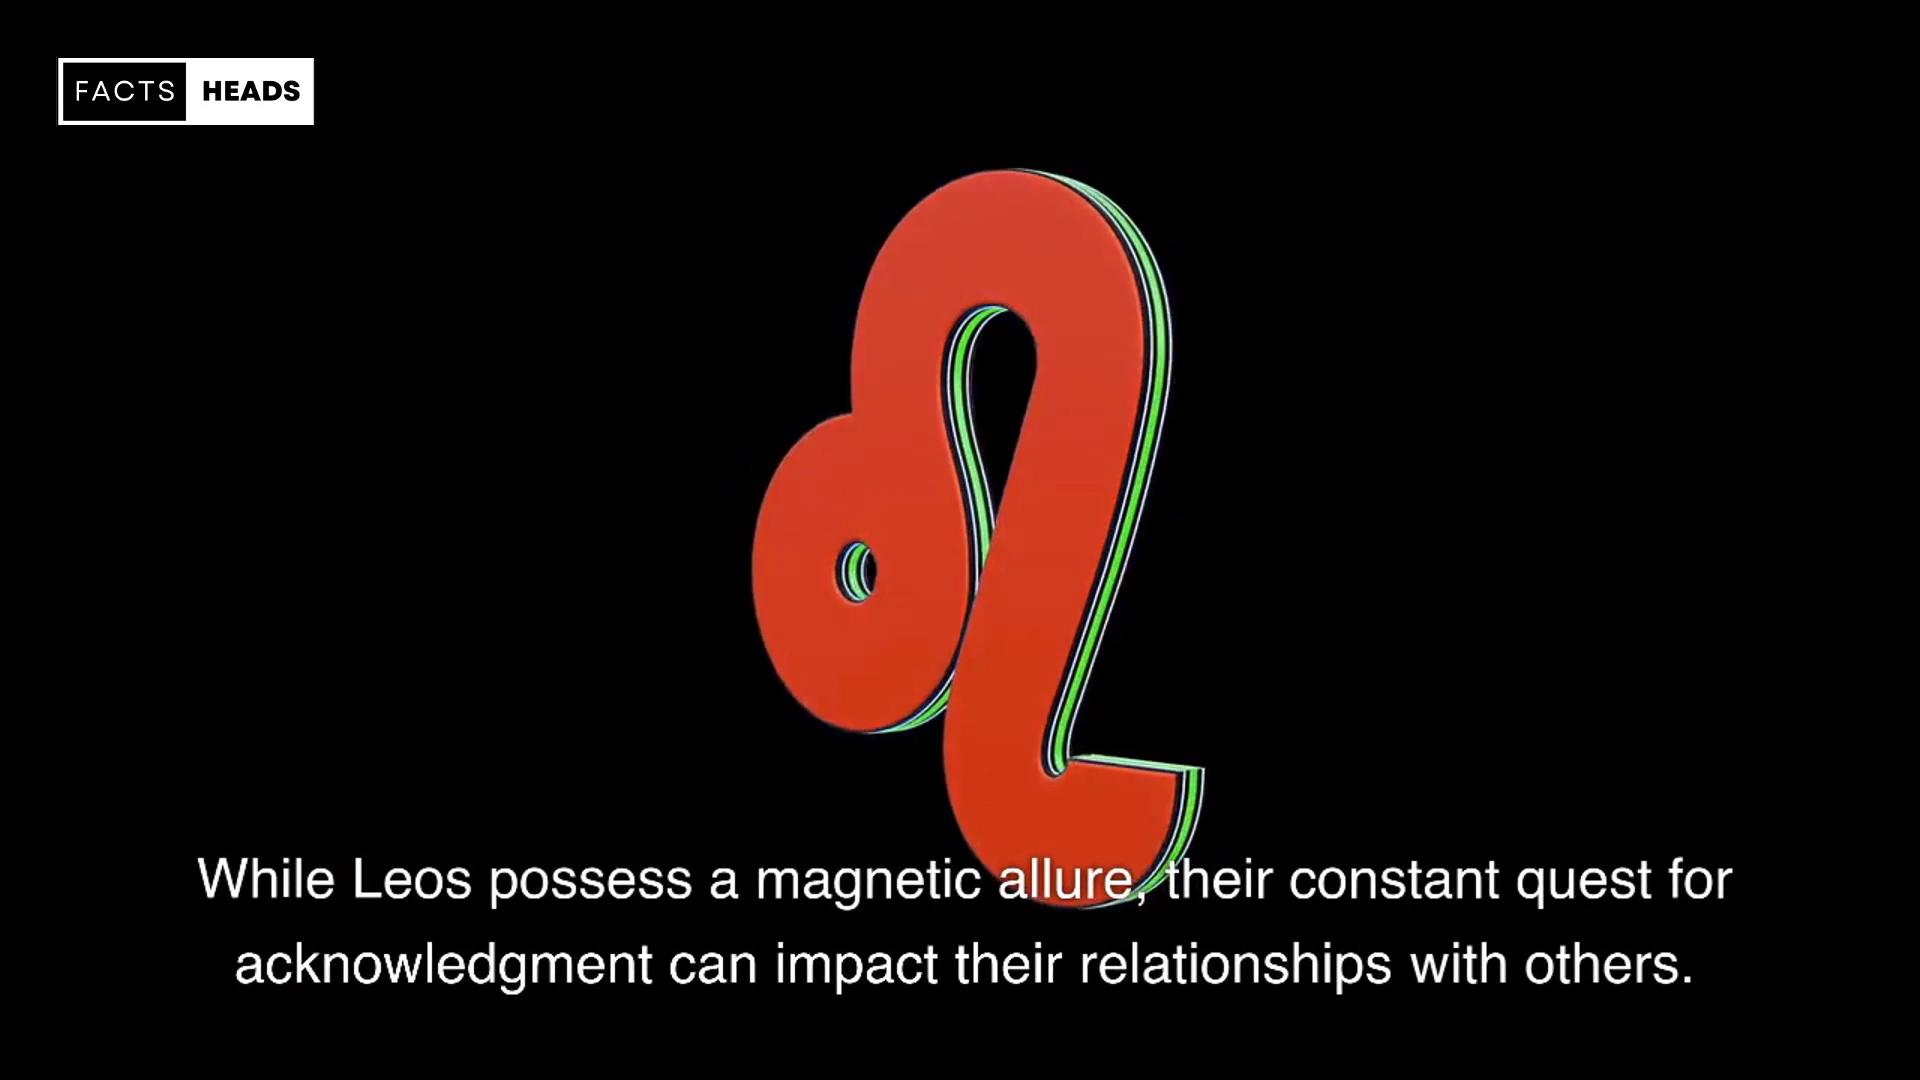 FACTS HEADS
While Leos possess a magnetic allure, their constant quest for
acknowledgment can impact their relationships with others.